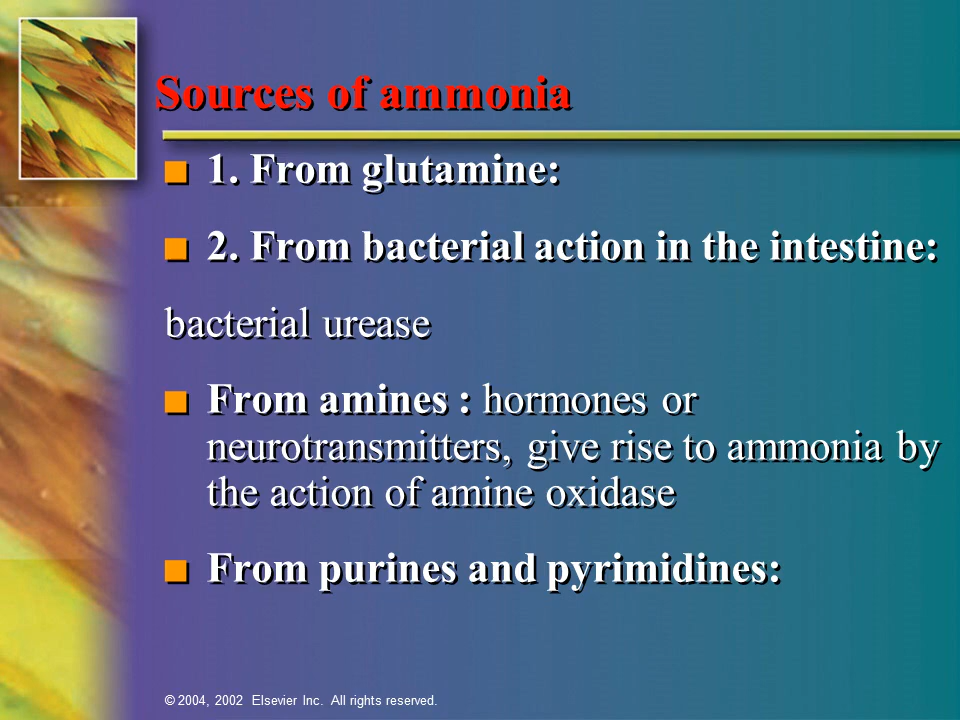 Sources of ammonia
1. From glutamine:
2. From bacterial action in the intestine:
bacterial urease
From amines : hormones or
neurotransmitters, give rise to ammonia by
the action of amine oxidase
From purines and pyrimidines:
© 2004, 2002 Elsevier Inc. All rights reserved.